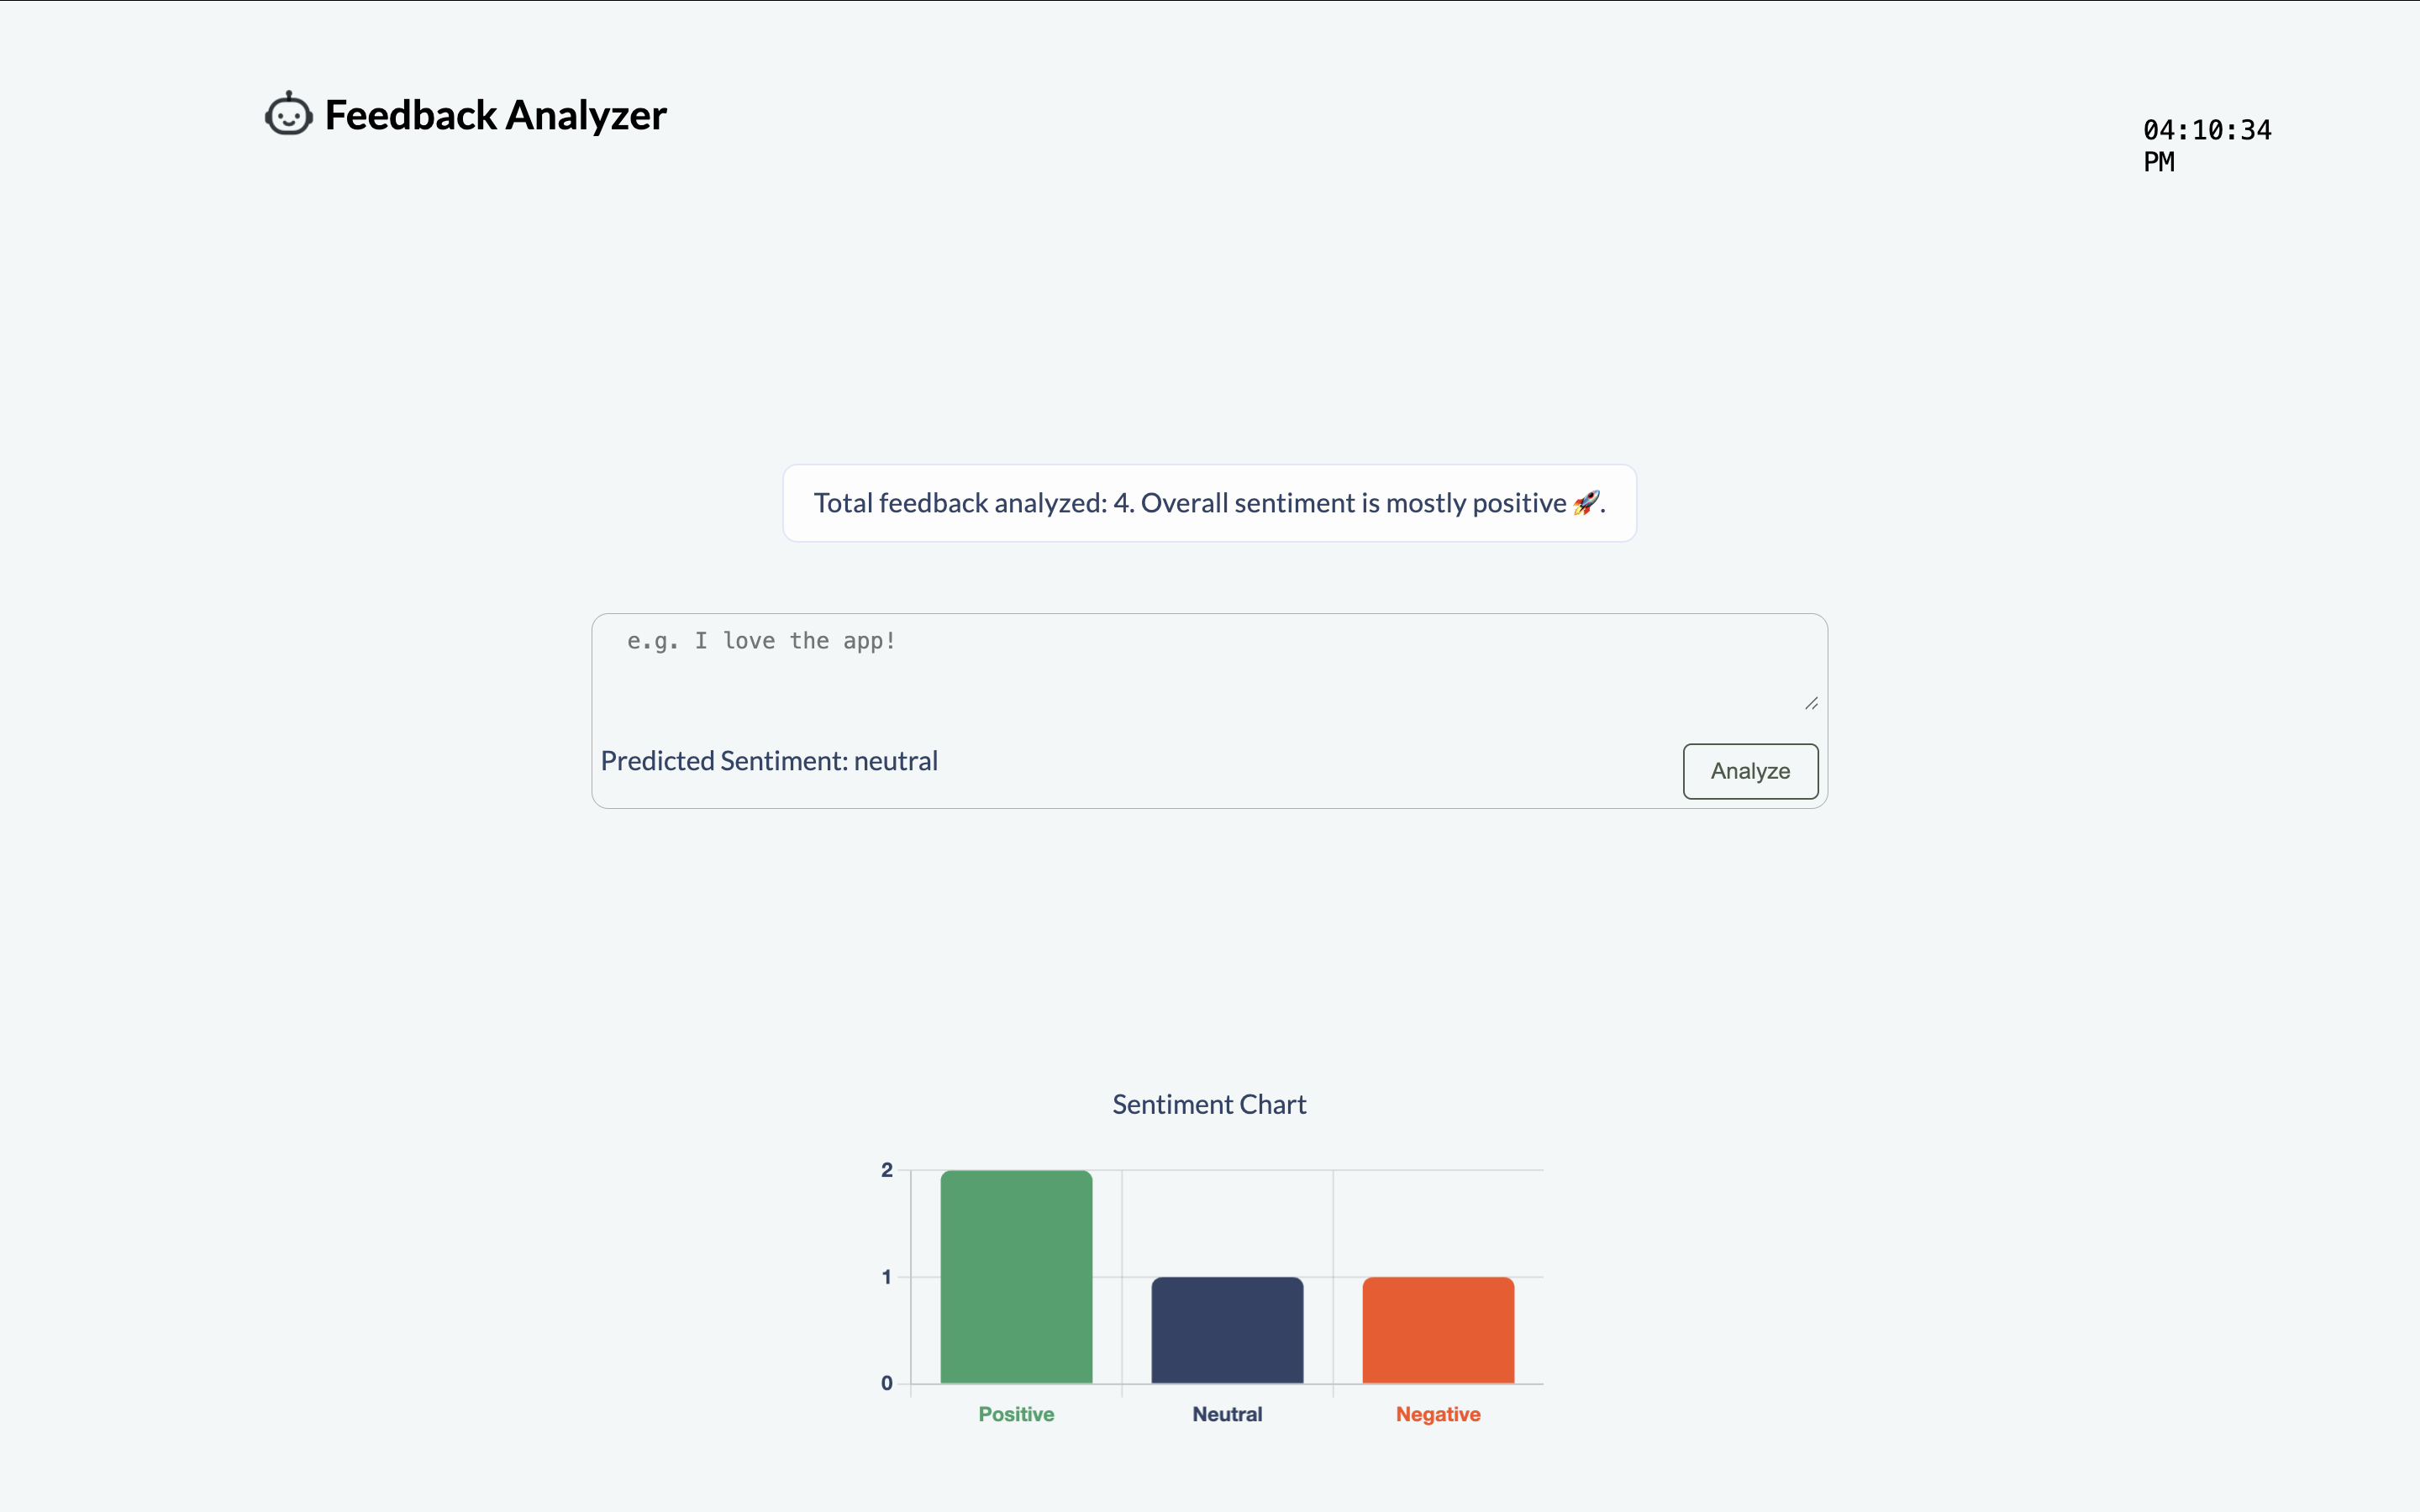 Feedback Analyzer
04:10:34
PM
Total feedback analyzed: 4. Overall sentiment is mostly positive 🚀.
e.g. I love the app!
Predicted Sentiment: neutral
Analyze
Sentiment Chart
2
1
0
Positive
Neutral
Negative